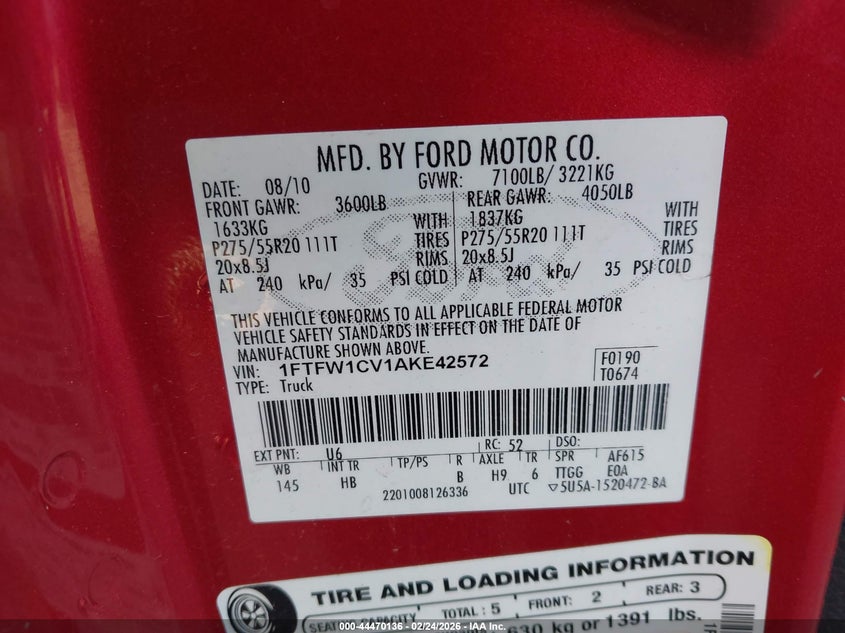 MFD. BY FORD MOTOR CO.
DATE: 08/10 GVWR: 7100LB/ 3221KG
FRONT GAWR: 3600LB REAR GAWR: 4050LB
1633KG WITH 1837KG WITH
P275/55R20 111T TIRES P275/55R20 111T TIRES
20x8.5J RIMS 20x8.5J RIMS
AT 240 kPa/ 35 PSI COLD AT 240 kPa/ 35 PSI COLD
THIS VEHICLE CONFORMS TO ALL APPLICABLE FEDERAL MOTOR
VEHICLE SAFETY STANDARDS IN EFFECT ON THE DATE OF
MANUFACTURE SHOWN ABOVE.
VIN: 1FTFW1CV1AKE42572 F0190
TYPE: Truck T0674
EXT PNT: U6 RC: 52 DSO:
WB INT TR TP/PS R AXLE TR SPR AF615
145 HB B H9 6 TTGG E0A
2201008126336 UTC ▽5U5A-1520472-BA
TIRE AND LOADING INFORMATION
SEATING CAPACITY TOTAL: 5 FRONT: 2 REAR: 3
630 kg or 1391 lbs.
000-44470136 - 02/24/2026 - IAA Inc.